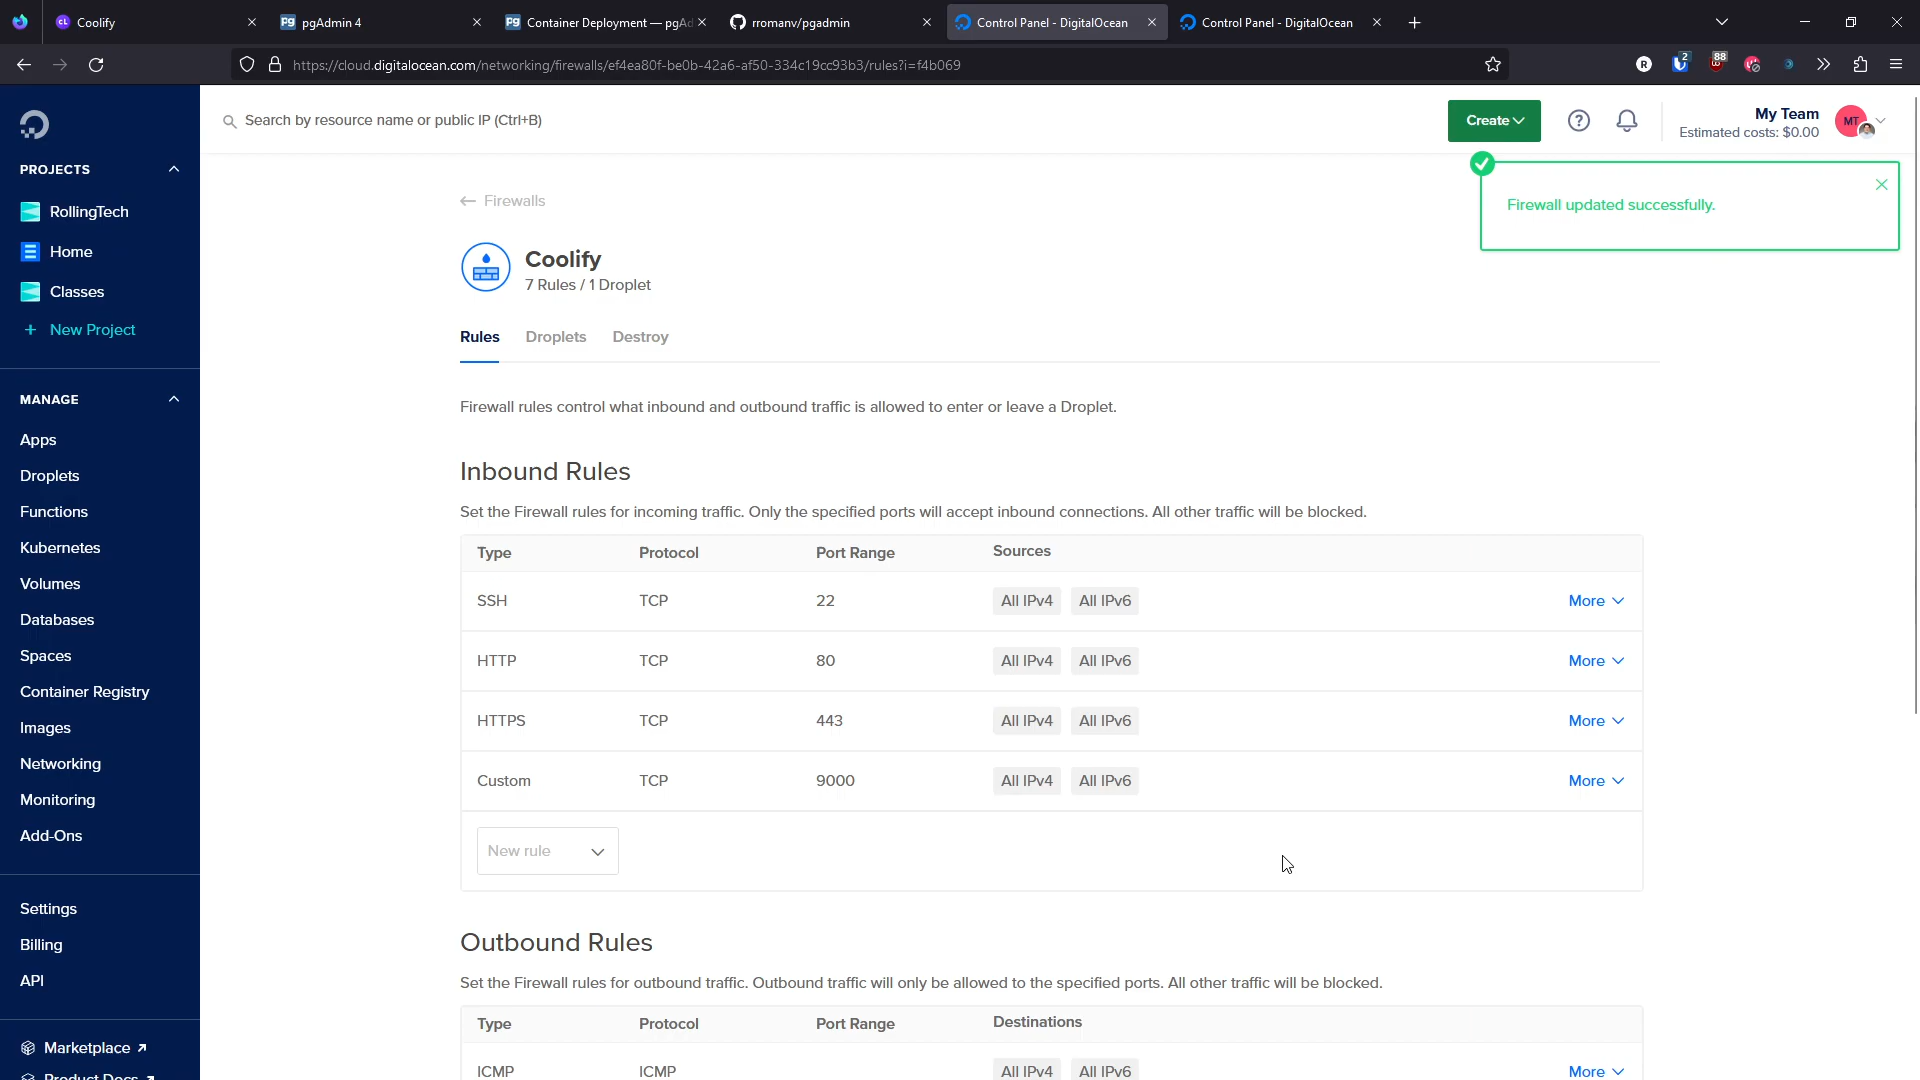 Coolify
pgAdmin 4
Container Deployment — pgAd
rromanv/pgadmin
Control Panel - DigitalOcean
Control Panel - DigitalOcean
https://cloud.digitalocean.com/networking/firewalls/ef4ea80f-be0b-42a6-af50-334c19cc93b3/rules?i=f4b069
R
2
88
Search by resource name or public IP (Ctrl+B)
Create
My Team
Estimated costs: $0.00
MT
PROJECTS
RollingTech
Home
Classes
+ New Project
MANAGE
Apps
Droplets
Functions
Kubernetes
Volumes
Databases
Spaces
Container Registry
Images
Networking
Monitoring
Add-Ons
Settings
Billing
API
Marketplace
Product Docs
Firewall updated successfully.
← Firewalls
Coolify
7 Rules / 1 Droplet
Rules Droplets Destroy
Firewall rules control what inbound and outbound traffic is allowed to enter or leave a Droplet.
Inbound Rules
Set the Firewall rules for incoming traffic. Only the specified ports will accept inbound connections. All other traffic will be blocked.
Type Protocol Port Range Sources
SSH TCP 22 All IPv4 All IPv6 More
HTTP TCP 80 All IPv4 All IPv6 More
HTTPS TCP 443 All IPv4 All IPv6 More
Custom TCP 9000 All IPv4 All IPv6 More
New rule
Outbound Rules
Set the Firewall rules for outbound traffic. Outbound traffic will only be allowed to the specified ports. All other traffic will be blocked.
Type Protocol Port Range Destinations
ICMP ICMP All IPv4 All IPv6 More